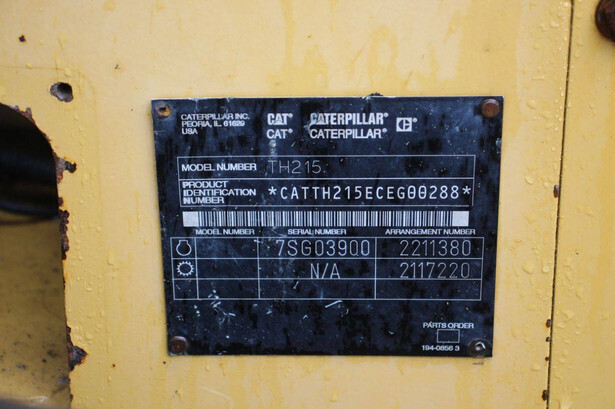 CATERPILLAR INC.
PEORIA, IL. 61629
USA
CAT® CATERPILLAR®
CAT® CATERPILLAR® C
MODEL NUMBER TH215
PRODUCT IDENTIFICATION NUMBER *CATTH215ECEG00288*
MODEL NUMBER SERIAL NUMBER ARRANGEMENT NUMBER
7SG03900 2211380
N/A 2117220
PARTS ORDER
194-0856 3